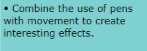 • Combine the use of pens
with movement to create
interesting effects.